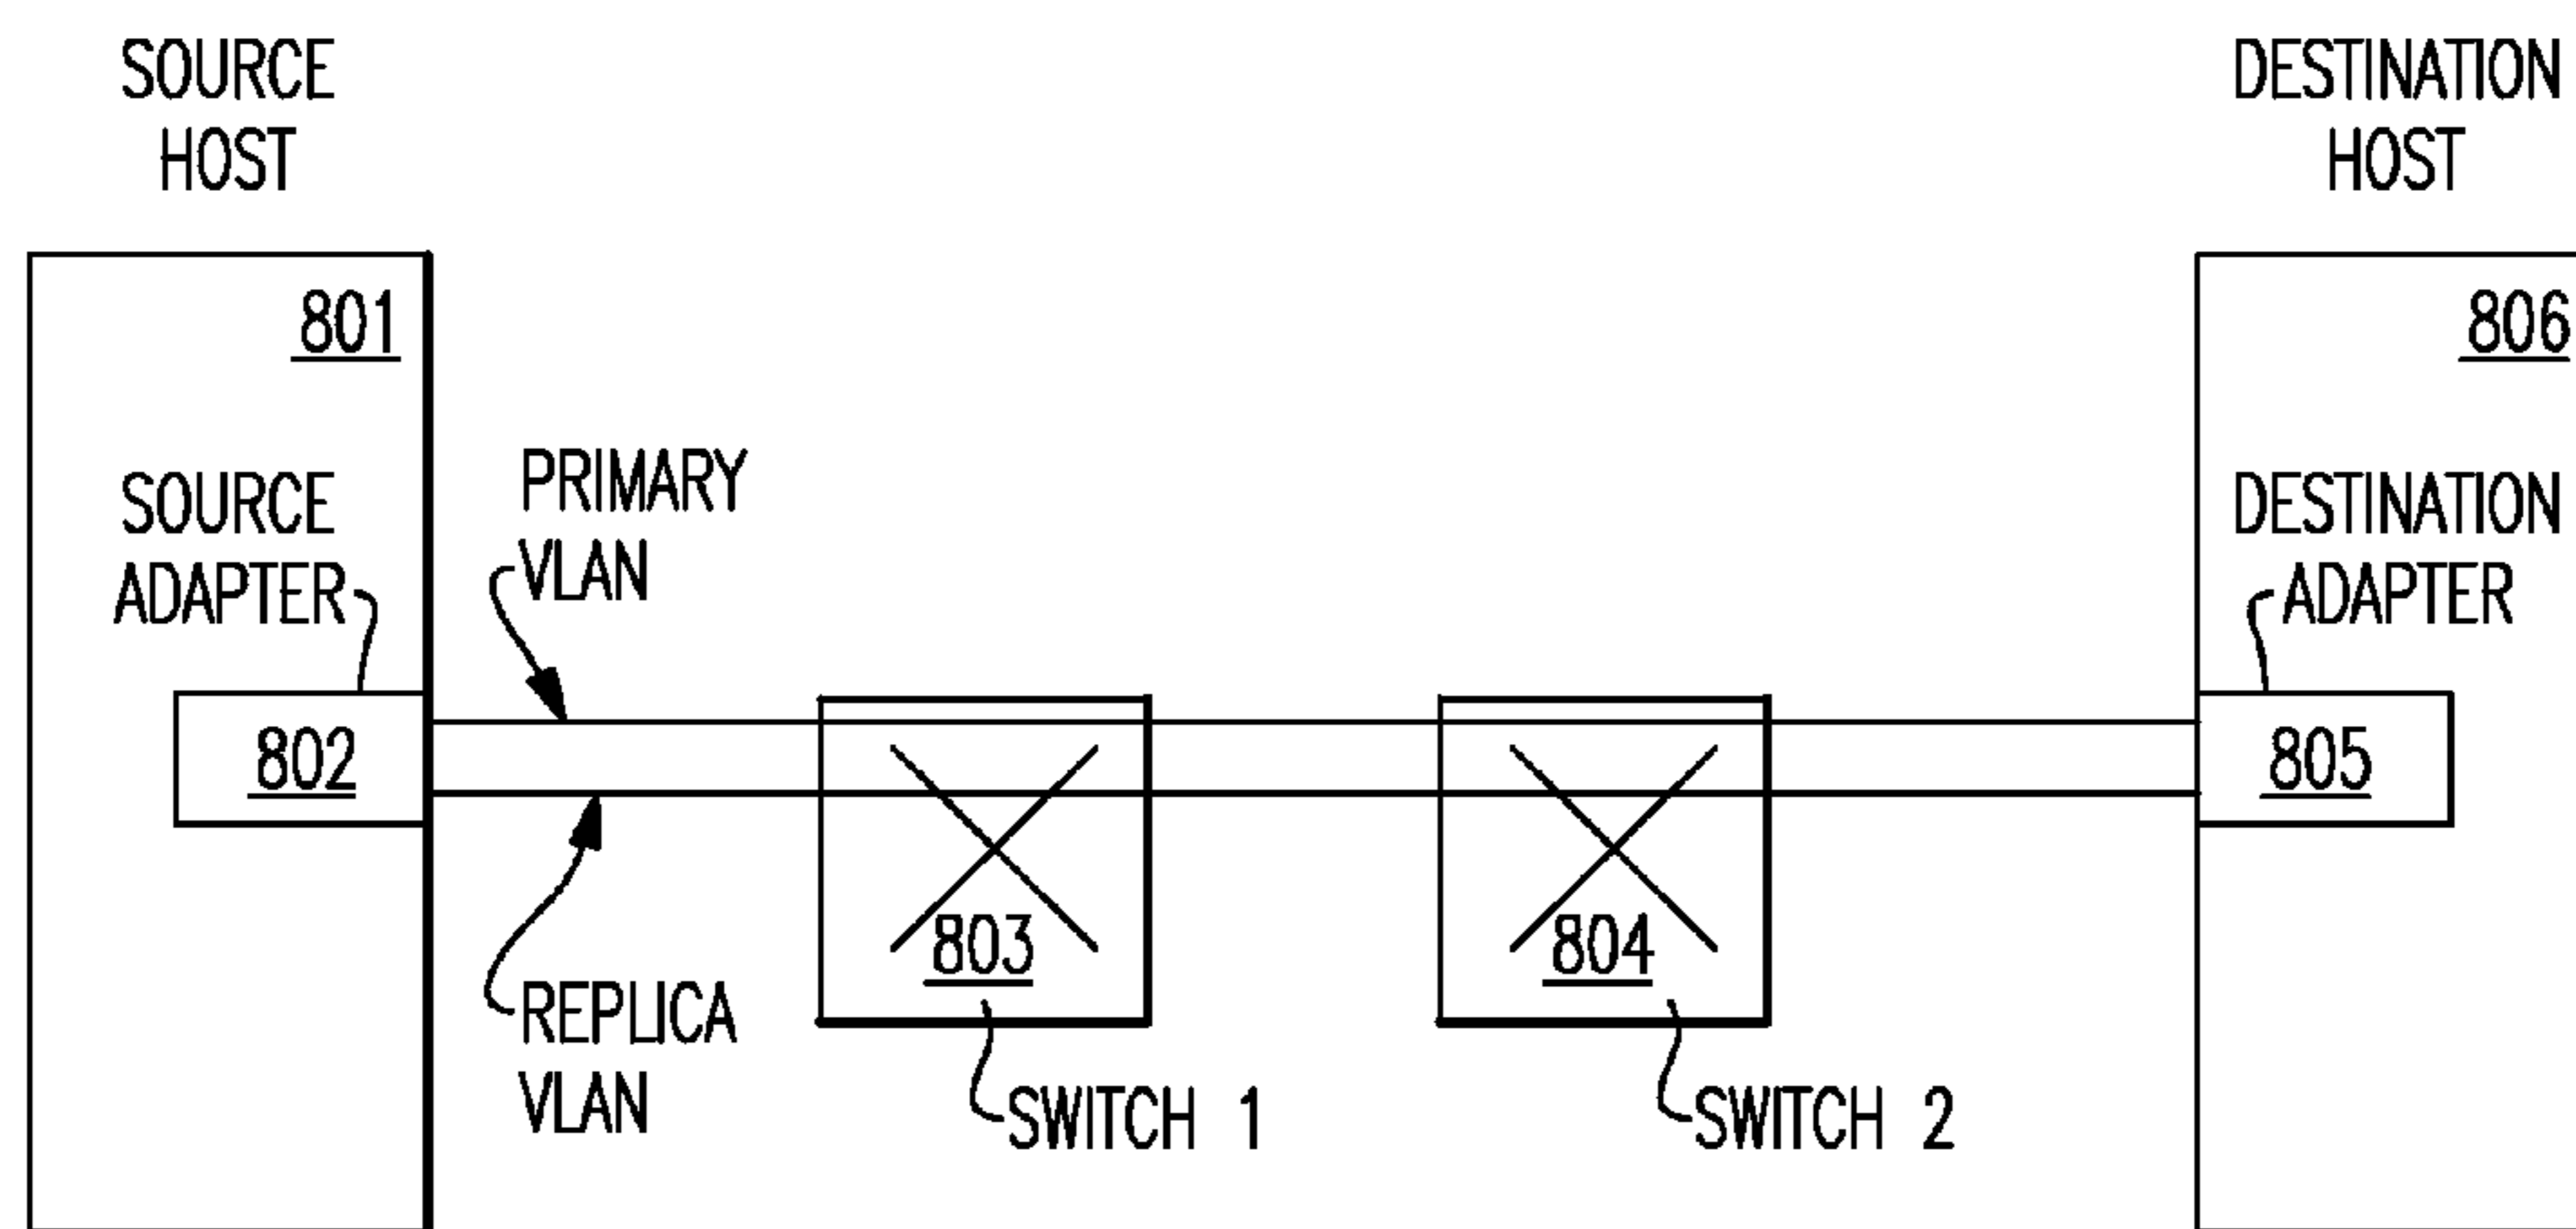 SOURCE
HOST
DESTINATION
HOST
801
806
SOURCE
ADAPTER
PRIMARY
VLAN
DESTINATION
ADAPTER
802
805
803
804
REPLICA
VLAN
SWITCH 1
SWITCH 2